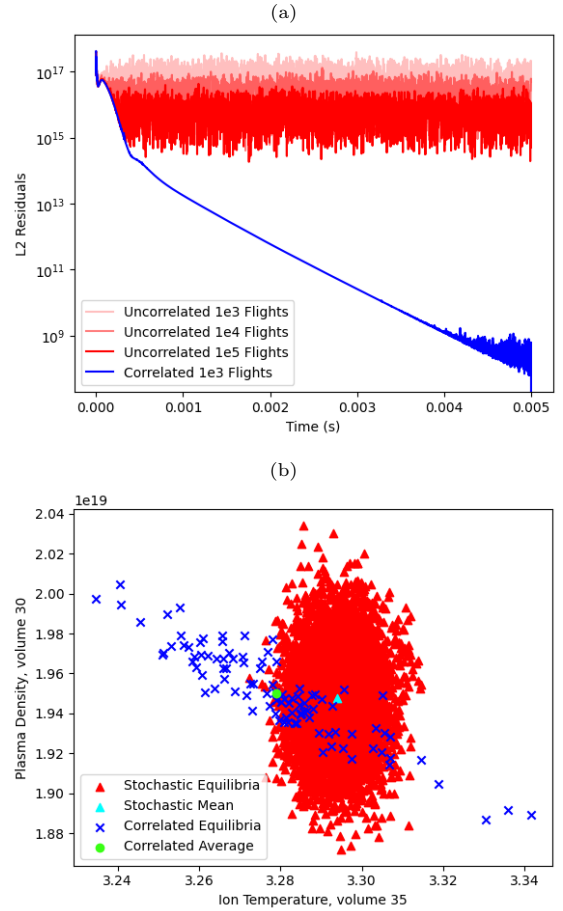 (a)
10^17
10^15
10^13
10^11
10^9
L2 Residuals
Uncorrelated 1e3 Flights
Uncorrelated 1e4 Flights
Uncorrelated 1e5 Flights
Correlated 1e3 Flights
0.000 0.001 0.002 0.003 0.004 0.005
Time (s)
(b)
1e19
2.04
2.02
2.00
1.98
1.96
1.94
1.92
1.90
1.88
Plasma Density, volume 30
Stochastic Equilibria
Stochastic Mean
Correlated Equilibria
Correlated Average
3.24 3.26 3.28 3.30 3.32 3.34
Ion Temperature, volume 35